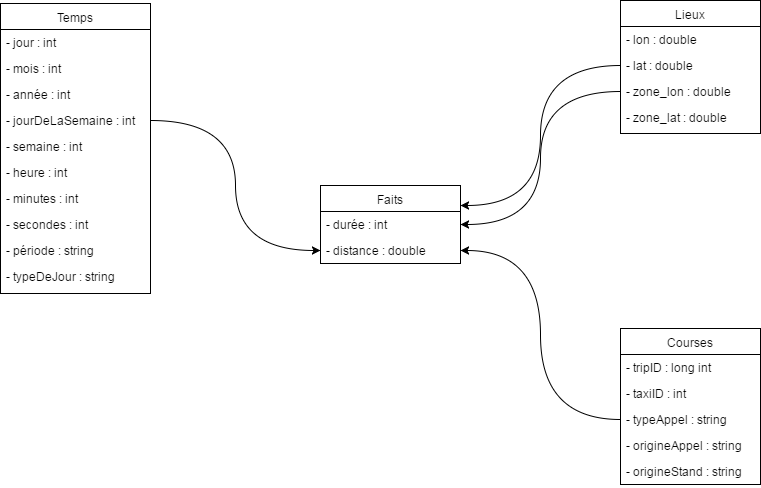 Temps
- jour : int
- mois : int
- année : int
- jourDeLaSemaine : int
- semaine : int
- heure : int
- minutes : int
- secondes : int
- période : string
- typeDeJour : string
Lieux
- lon : double
- lat : double
- zone_lon : double
- zone_lat : double
Faits
- durée : int
- distance : double
Courses
- tripID : long int
- taxiID : int
- typeAppel : string
- origineAppel : string
- origineStand : string